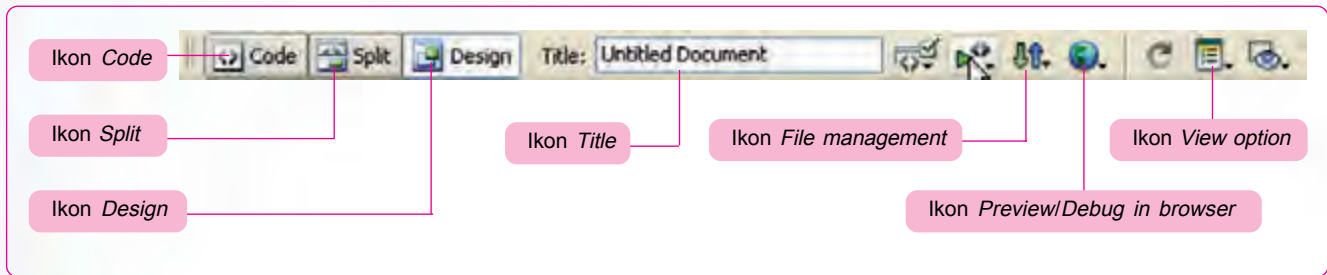 Ikon Code
Code Split Design Title: Untitled Document
Ikon Split
Ikon Title
Ikon File management
Ikon View option
Ikon Design
Ikon Preview/Debug in browser